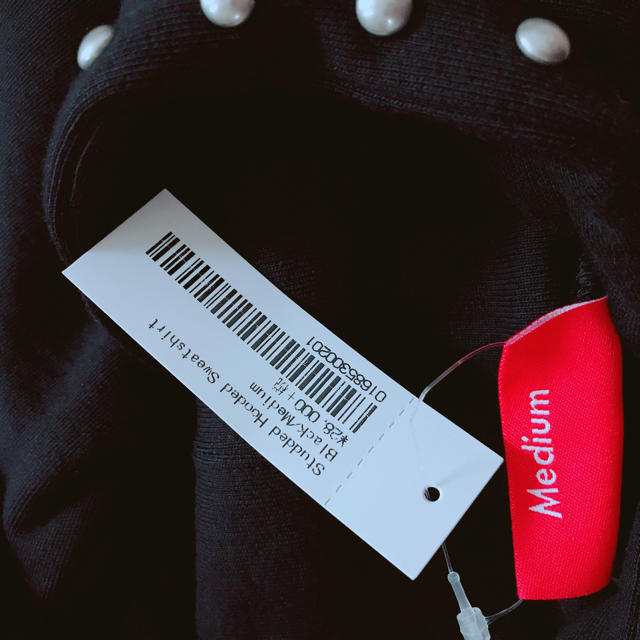 Studded Hooded Sweatshirt
Black/Medium
¥28,000+税
01685300201
Medium